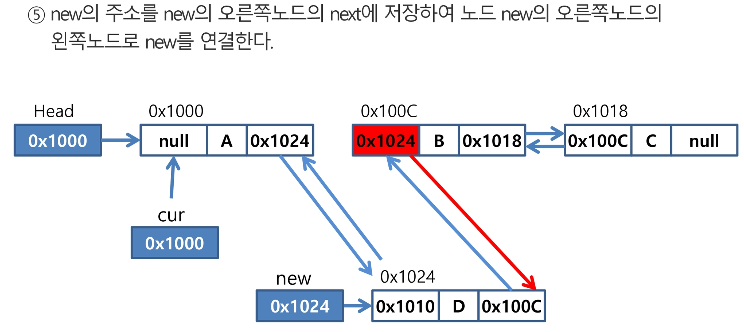 ⑤ new의 주소를 new의 오른쪽노드의 next에 저장하여 노드 new의 오른쪽노드의
왼쪽노드로 new를 연결한다.
Head 0x1000 0x100C 0x1018
0x1000 null A 0x1024 0x1024 B 0x1018 0x100C C null
cur
0x1000
new 0x1024
0x1024 0x1010 D 0x100C